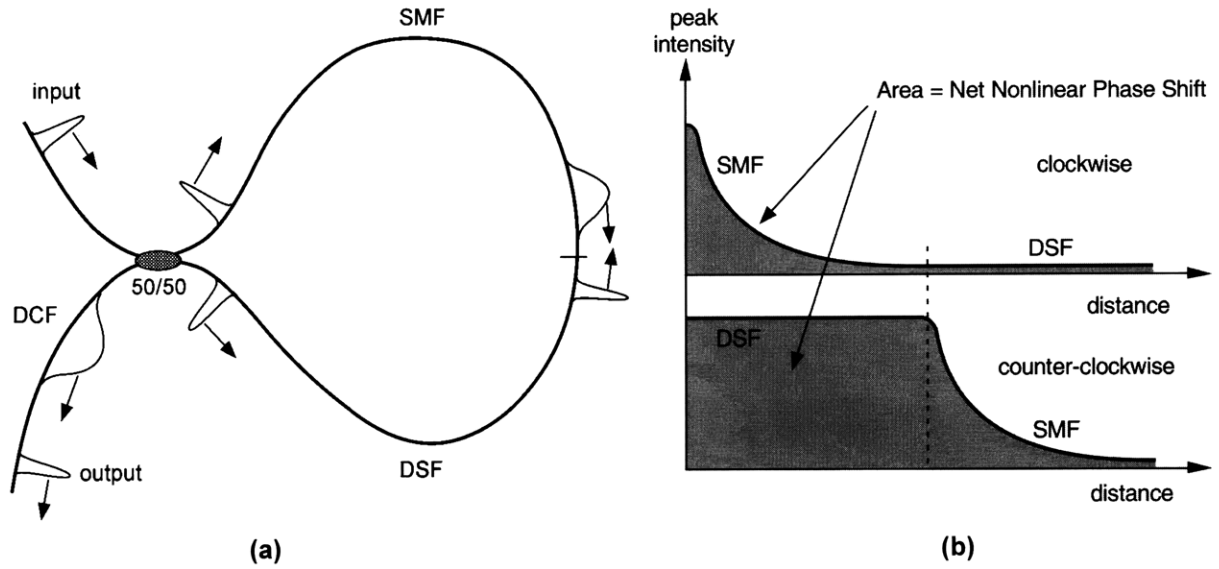 SMF
input
50/50
DCF
DSF
output
(a)
peak
intensity
Area = Net Nonlinear Phase Shift
SMF
clockwise
DSF
distance
DSF
counter-clockwise
SMF
distance
(b)